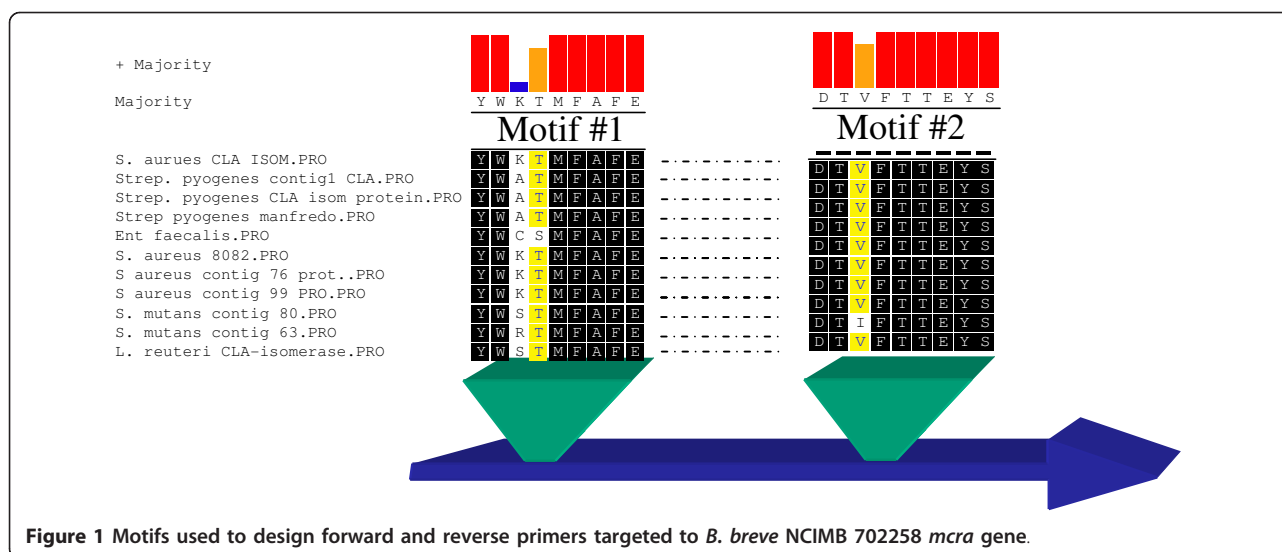 + Majority
Majority Y W K T M F A F E D T V F T T E Y S
Motif #1 Motif #2
S. aurues CLA ISOM.PRO Y W K T M F A F E D T V F T T E Y S
Strep. pyogenes contig1 CLA.PRO Y W A T M F A F E D T V F T T E Y S
Strep. pyogenes CLA isom protein.PRO Y W A T M F A F E D T V F T T E Y S
Strep pyogenes manfredo.PRO Y W A T M F A F E D T V F T T E Y S
Ent faecalis.PRO Y W C S M F A F E D T V F T T E Y S
S. aureus 8082.PRO Y W K T M F A F E D T V F T T E Y S
S aureus contig 76 prot..PRO Y W K T M F A F E D T V F T T E Y S
S aureus contig 99 PRO.PRO Y W K T M F A F E D T V F T T E Y S
S. mutans contig 80.PRO Y W S T M F A F E D T I F T T E Y S
S. mutans contig 63.PRO Y W R T M F A F E D T V F T T E Y S
L. reuteri CLA-isomerase.PRO Y W S T M F A F E
Figure 1 Motifs used to design forward and reverse primers targeted to B. breve NCIMB 702258 mcra gene.